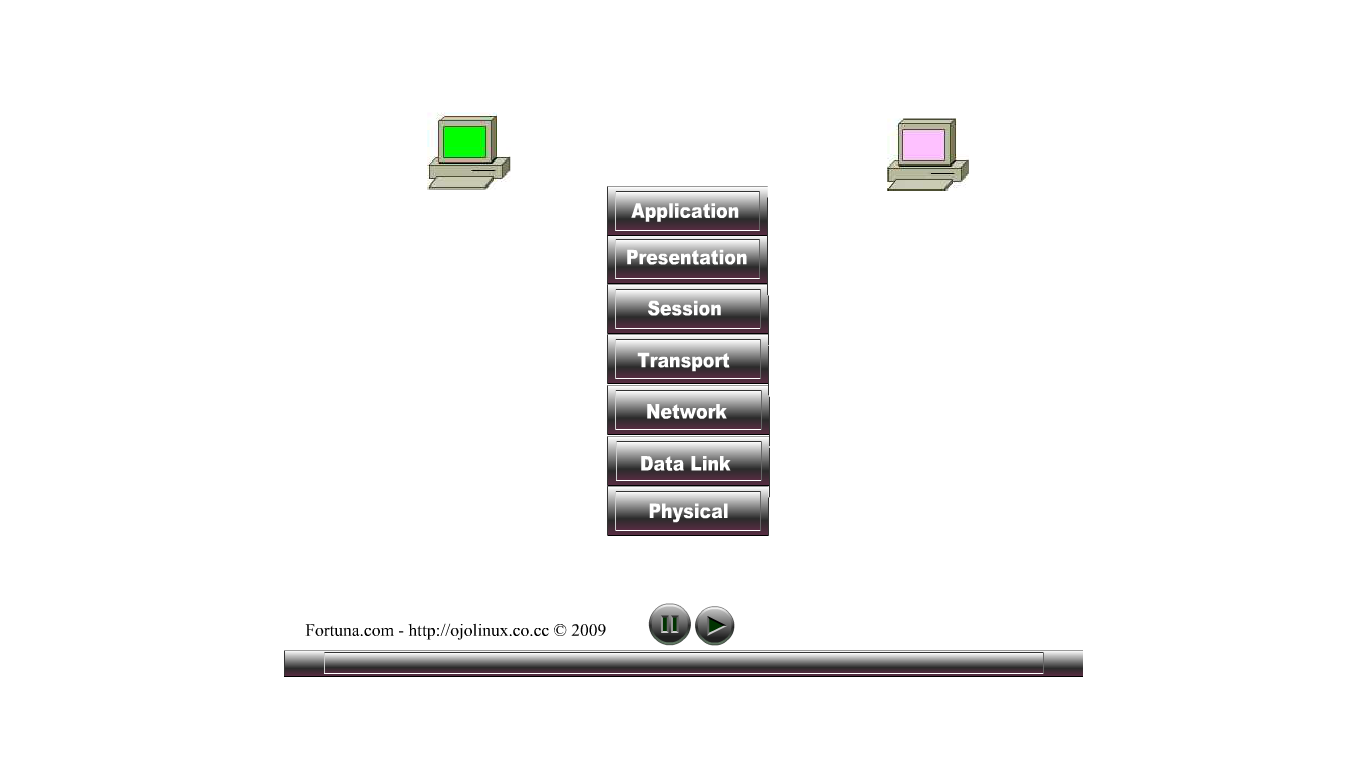 Application
Presentation
Session
Transport
Network
Data Link
Physical
Fortuna.com - http://ojolinux.co.cc © 2009